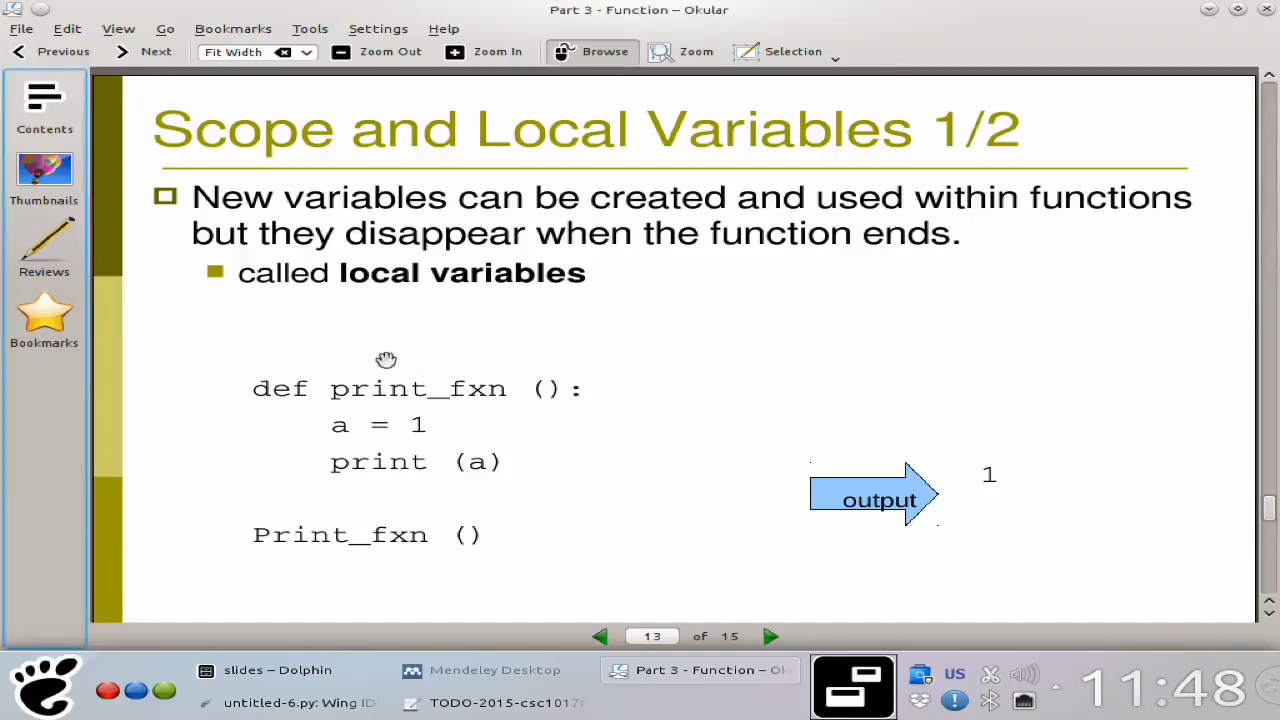 Part 3 - Function – Okular
File Edit View Go Bookmarks Tools Settings Help
Previous Next Fit Width Zoom Out Zoom In Browse Zoom Selection
Contents
Thumbnails
Reviews
Bookmarks
Scope and Local Variables 1/2
New variables can be created and used within functions
but they disappear when the function ends.
called local variables
def print_fxn ():
a = 1
print (a)
Print_fxn ()
output
1
13 of 15
slides – Dolphin
Mendeley Desktop
Part 3 - Function – Ok
untitled-6.py: Wing ID
TODO-2015-csc1017
US
11:48